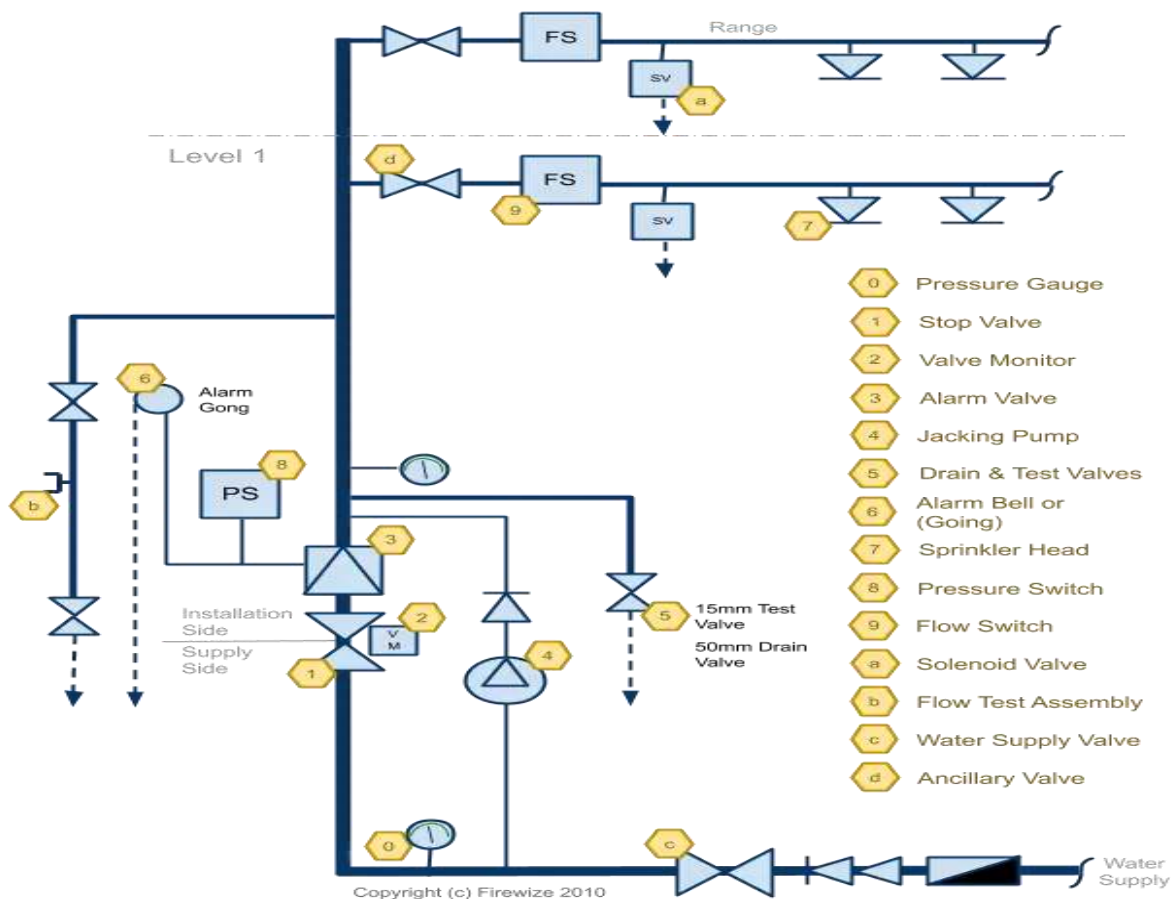 FS
Range
sv
a
Level 1
d
FS
9
sv
7
0 Pressure Gauge
1 Stop Valve
2 Valve Monitor
3 Alarm Valve
4 Jacking Pump
5 Drain & Test Valves
6 Alarm Bell or
(Going)
7 Sprinkler Head
8 Pressure Switch
9 Flow Switch
a Solenoid Valve
b Flow Test Assembly
c Water Supply Valve
d Ancillary Valve
6
Alarm
Gong
8
PS
b
3
Installation
Side
Supply
Side
2
V
M
1
4
5
15mm Test
Valve
50mm Drain
Valve
0
c
Water
Supply
Copyright (c) Firewize 2010